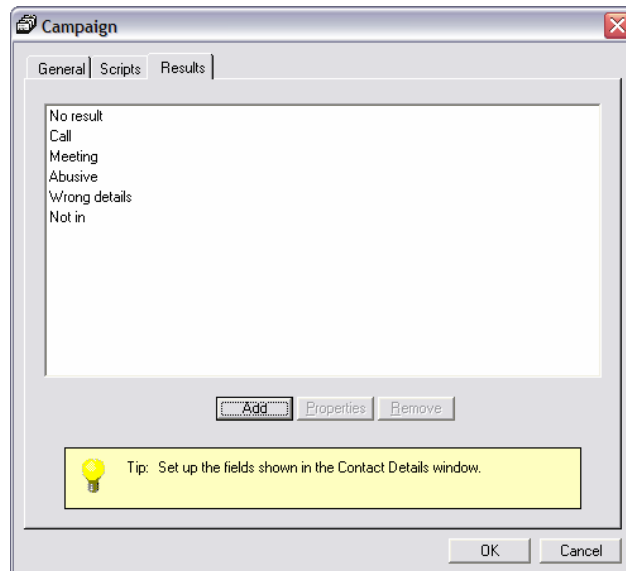 Campaign
General Scripts Results
No result
Call
Meeting
Abusive
Wrong details
Not in
Add Properties Remove
Tip: Set up the fields shown in the Contact Details window.
OK Cancel